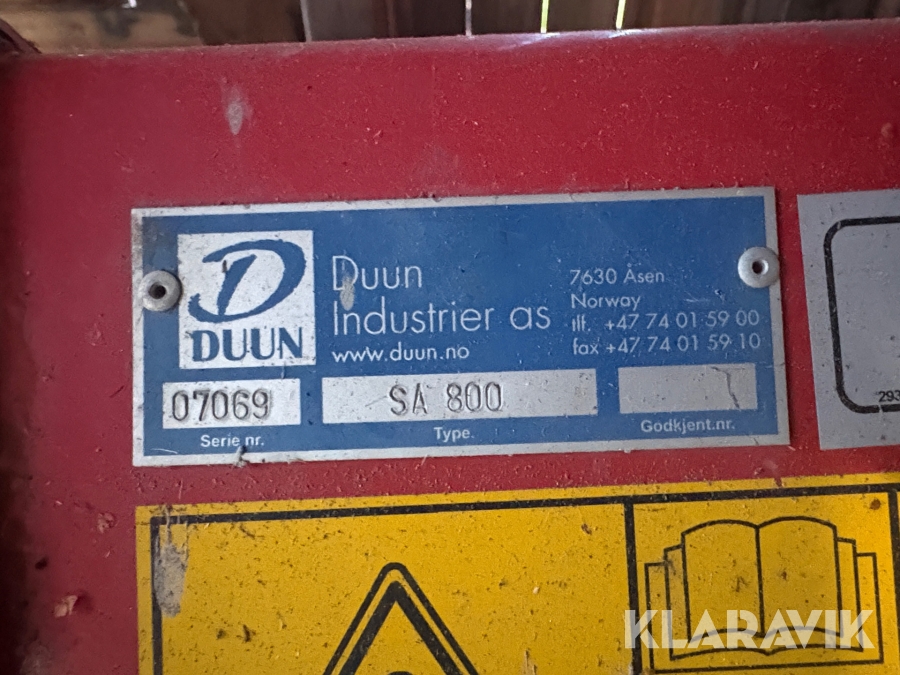 DUUN
Duun
Industrier as
www.duun.no
7630 Åsen
Norway
tlf. +47 74 01 59 00
fax +47 74 01 59 10
07069
SA 800
Serie nr.
Type.
Godkjent.nr.
293
KLARAVIK